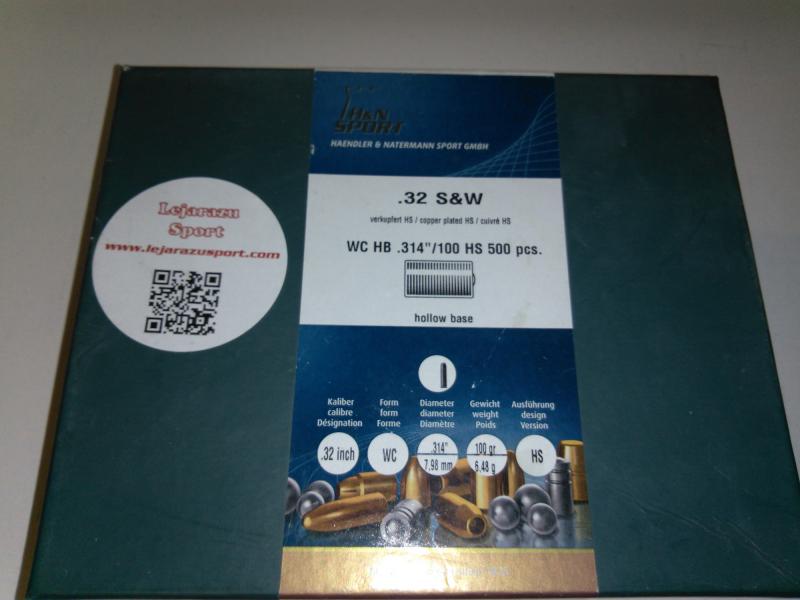 H&N
SPORT
HAENDLER & NATERMANN SPORT GMBH
Lejarazu
Sport
www.lejarazusport.com
.32 S&W
verkupfert HS / copper plated HS / cuivré HS
WC HB .314"/100 HS 500 pcs.
hollow base
Kaliber
calibre
Désignation
Form
form
Forme
Diameter
diameter
Diamètre
Gewicht
weight
Poids
Ausführung
design
Version
.32 inch
WC
.314"
7.98 mm
100 gr
6.48 g
HS